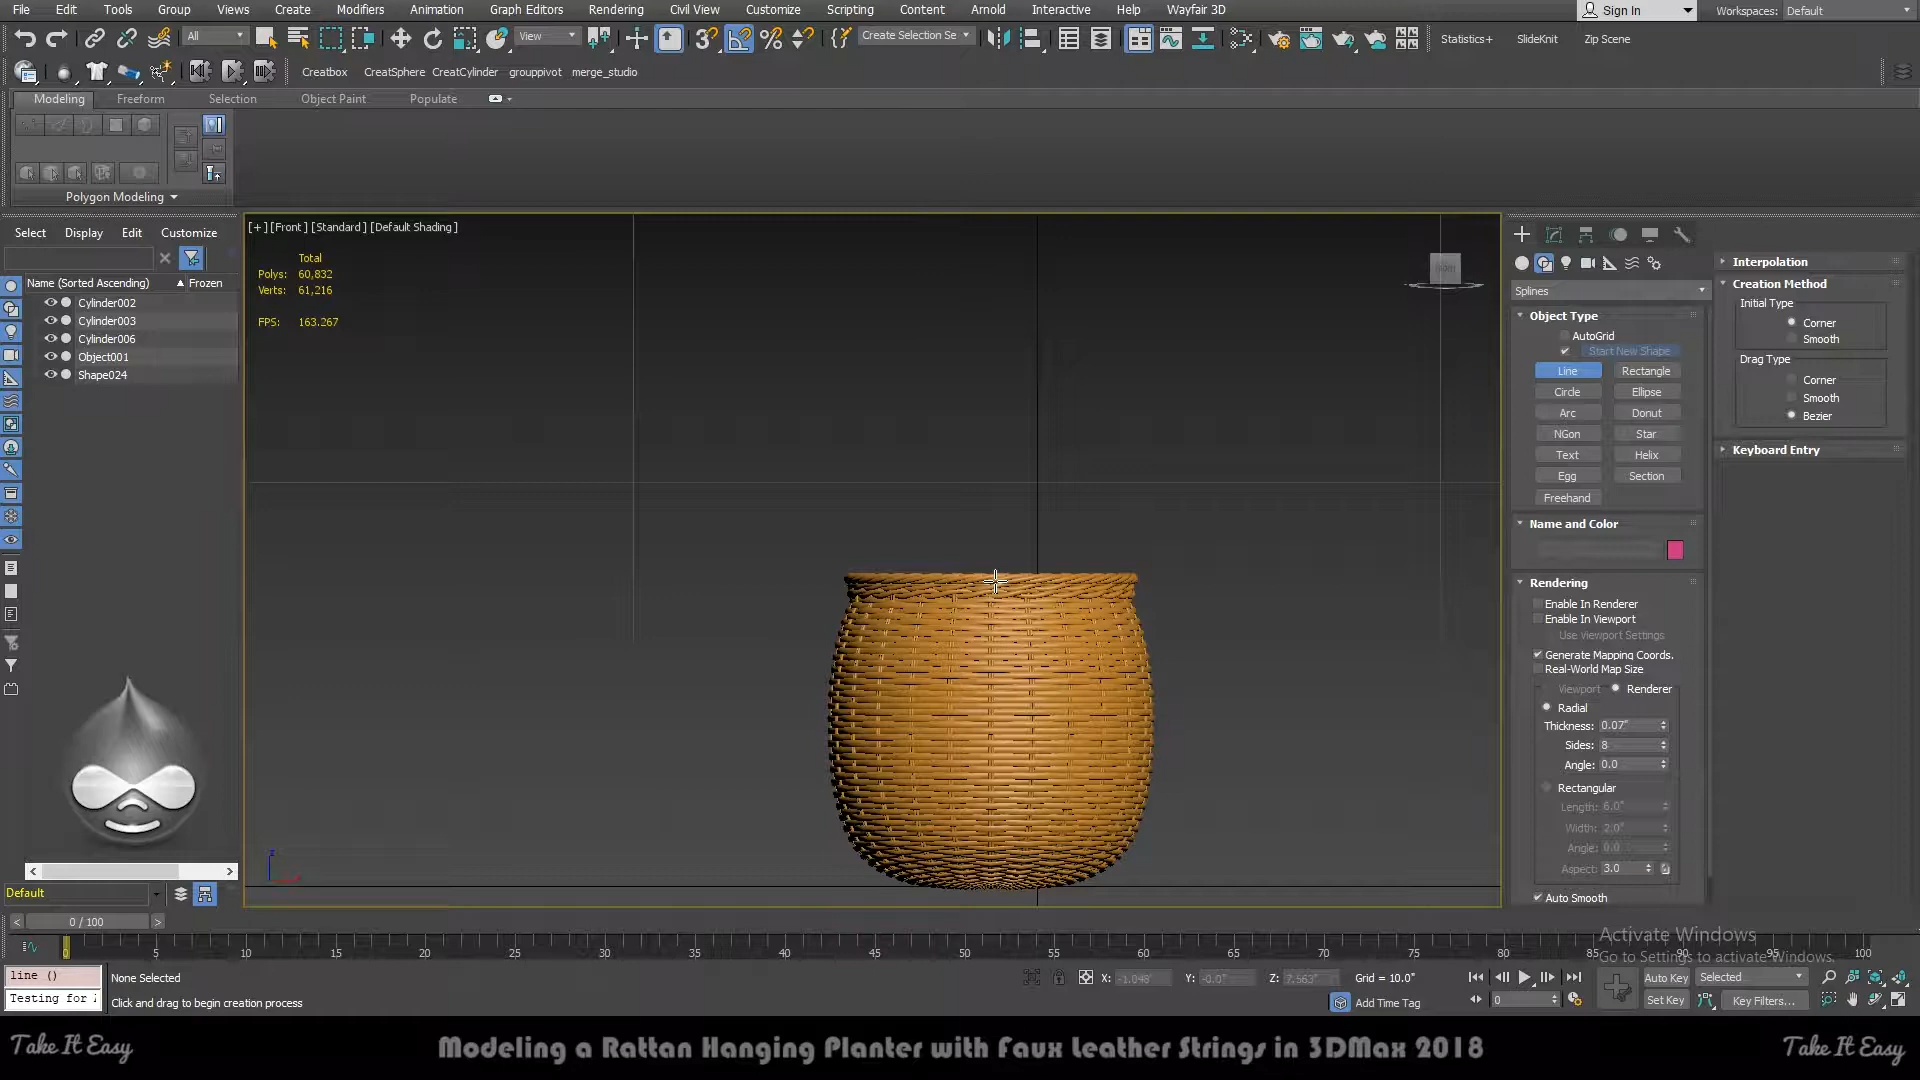 File Edit Tools Group Views Create Modifiers Animation Graph Editors Rendering Civil View Customize Scripting Content Arnold Interactive Help Wayfair 3D Sign In Workspaces: Default
All View Create Selection Se Statistics+ SlideKnit Zip Scene
Creatbox CreatSphere CreatCylinder grouppivot merge_studio
Modeling Freeform Selection Object Paint Populate
Polygon Modeling
Select Display Edit Customize
Name (Sorted Ascending) Frozen
Cylinder002
Cylinder003
Cylinder006
Object001
Shape024
Default
[+] [Front] [Standard] [Default Shading]
Total
Polys: 60,832
Verts: 61,216
FPS: 163.267
Splines
Object Type
AutoGrid
Start New Shape
Line Rectangle
Circle Ellipse
Arc Donut
NGon Star
Text Helix
Egg Section
Freehand
Name and Color
Rendering
Enable In Renderer
Enable In Viewport
Use Viewport Settings
Generate Mapping Coords.
Real-World Map Size
Viewport Renderer
Radial
Thickness: 0.07"
Sides: 8
Angle: 0.0
Rectangular
Length: 6.0"
Width: 2.0"
Angle: 0.0
Aspect: 3.0
Auto Smooth
Interpolation
Creation Method
Initial Type
Corner
Smooth
Drag Type
Corner
Smooth
Bezier
Keyboard Entry
0 / 100
0 5 10 15 20 25 30 35 40 45 50 55 60 65 70 75 80 85 90 95 100
Activate Windows
Go to Settings to activate Windows.
line ()
Testing for
None Selected
Click and drag to begin creation process
X: -1.048" Y: -0.0" Z: 7.563" Grid = 10.0"
Add Time Tag
Auto Key Selected
0 Set Key Key Filters...
Take It Easy Modeling a Rattan Hanging Planter with Faux Leather Strings in 3DMax 2018 Take It Easy